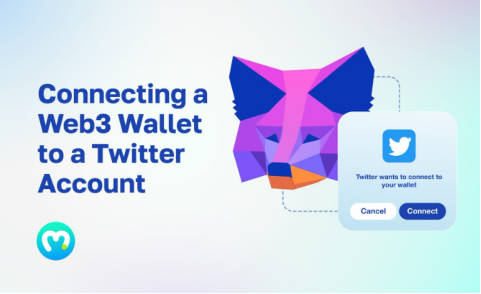 Connecting a
Web3 Wallet
to a Twitter
Account
Twitter wants to connect to
your wallet
Cancel Connect